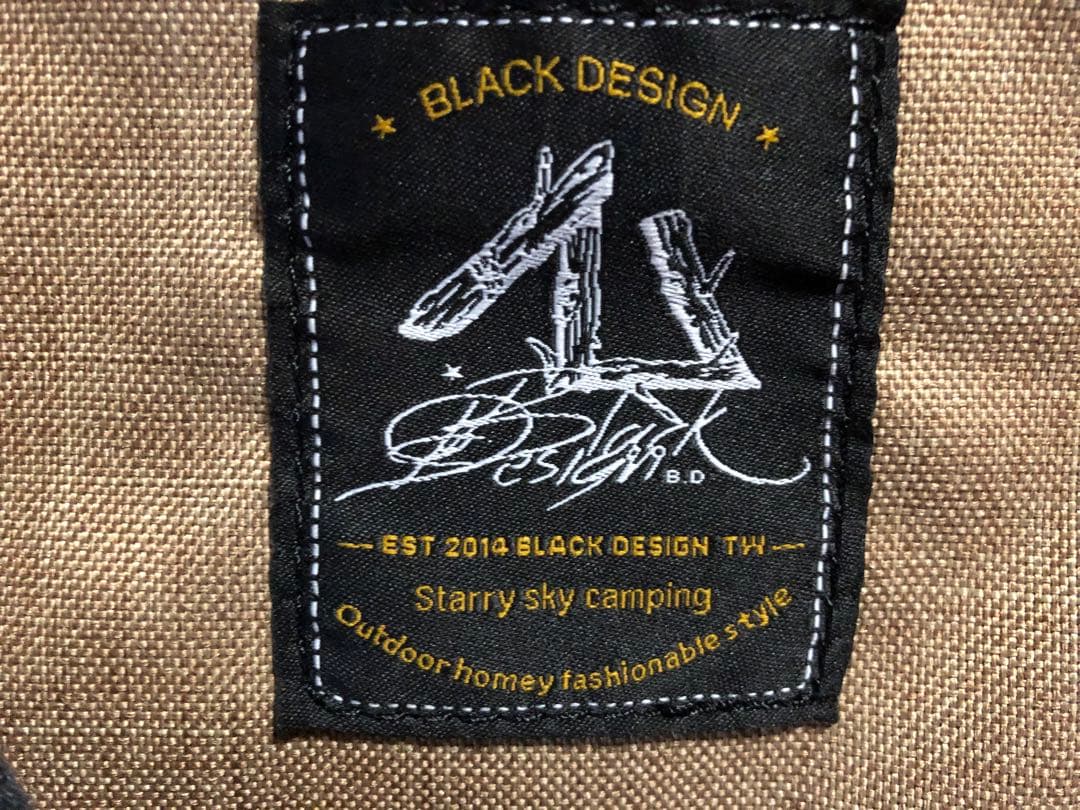 BLACK DESIGN
Black
Design
B.D
EST 2014 BLACK DESIGN TW
Starry sky camping
Outdoor homey fashionable style